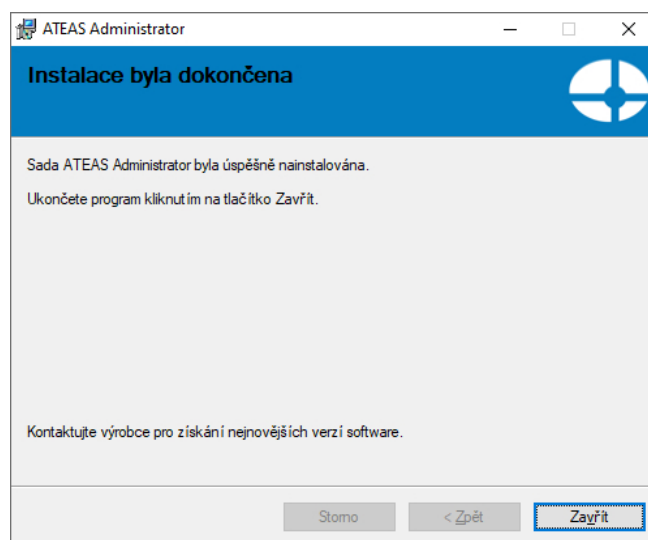 ATEAS Administrator
Instalace byla dokončena
Sada ATEAS Administrator byla úspěšně nainstalována.
Ukončete program kliknutím na tlačítko Zavřít.
Kontaktujte výrobce pro získání nejnovějších verzí software.
Storno
< Zpět
Zavřít